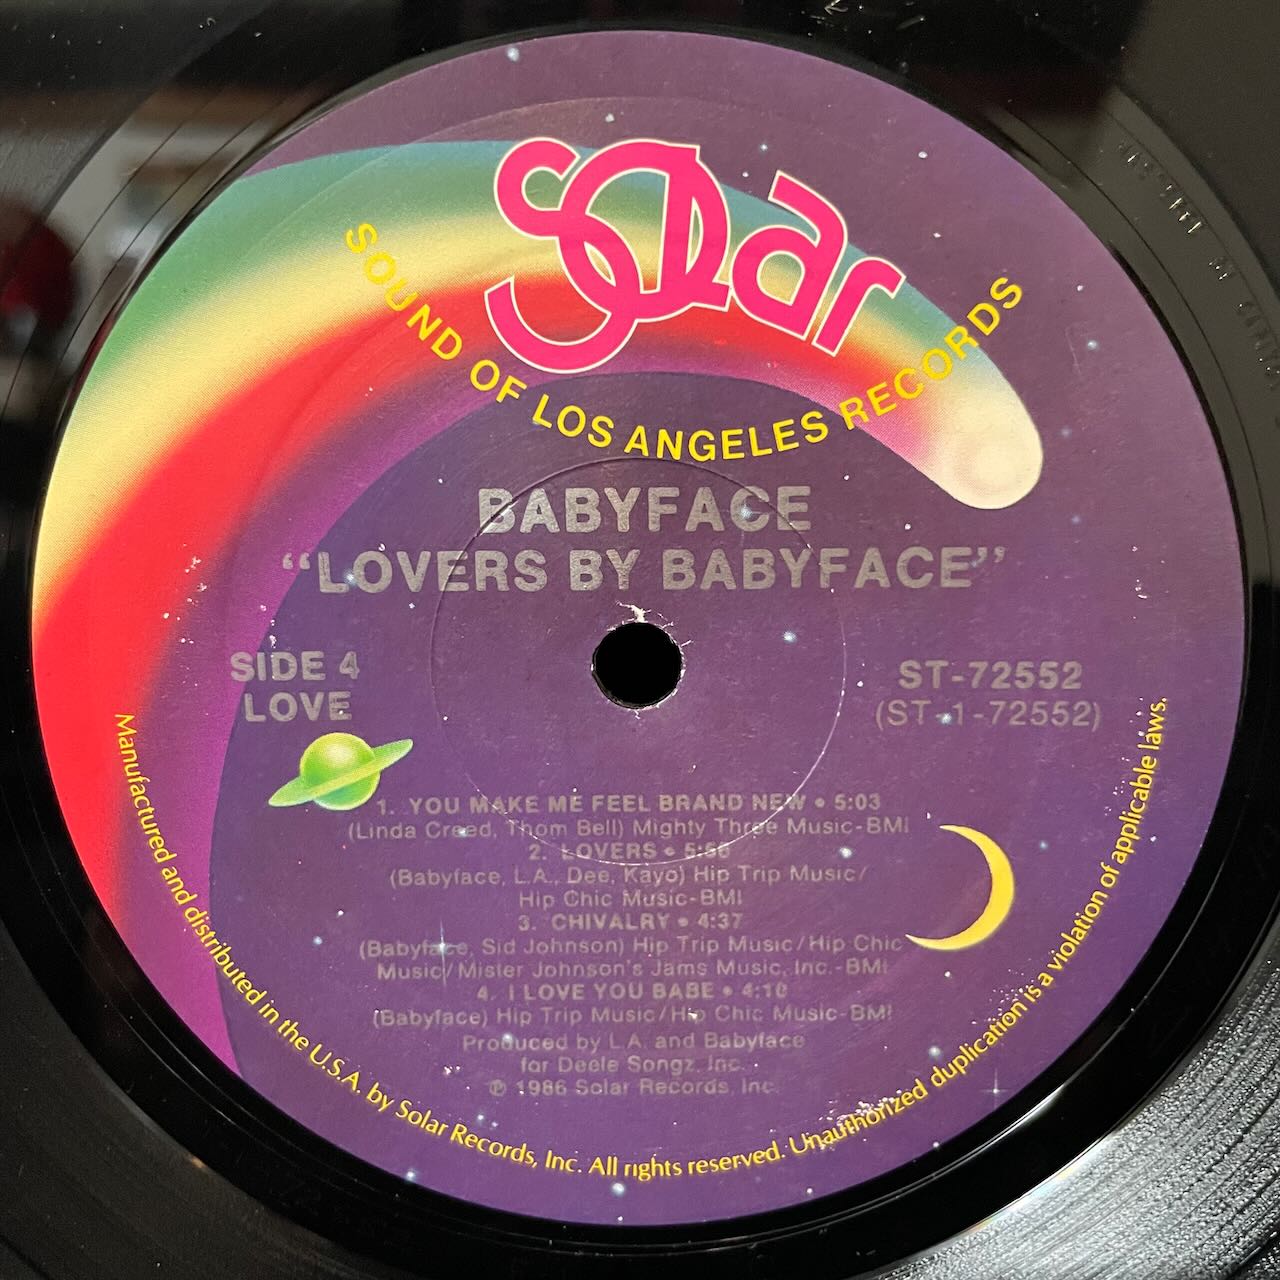 Solar
SOUND OF LOS ANGELES RECORDS
BABYFACE
“LOVERS BY BABYFACE”
SIDE 4
LOVE
ST-72552
(ST-1-72552)
1. YOU MAKE ME FEEL BRAND NEW • 5:03
(Linda Creed, Thom Bell) Mighty Three Music-BMI
2. LOVERS •
(Babyface, L.A., Dee, Kayo) Hip Trip Music/
Hip Chic Music-BMI
3. CHIVALRY • 4:37
(Babyface, Sid Johnson) Hip Trip Music/Hip Chic
Music/Mister Johnson's Jams Music, Inc.-BMI
4. I LOVE YOU BABE • 4:10
(Babyface) Hip Trip Music/Hip Chic Music-BMI
Produced by L.A. and Babyface
for Deele Songz, Inc.
℗ 1986 Solar Records, Inc.
Manufactured and distributed in the U.S.A. by Solar Records, Inc. All rights reserved. Unauthorized duplication is a violation of applicable laws.